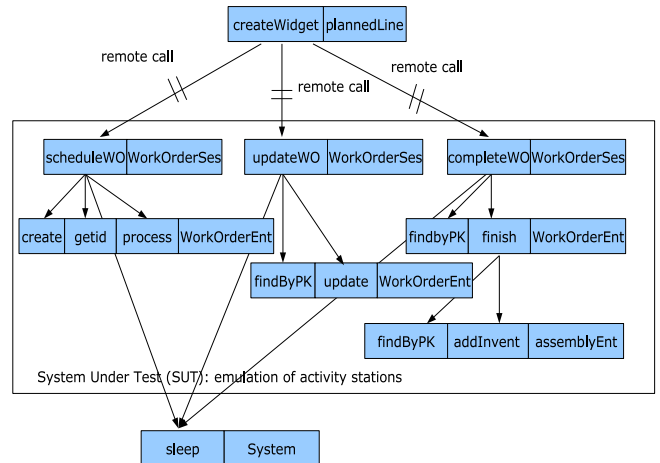 createWidget plannedLine
remote call
remote call
remote call
scheduleWO WorkOrderSes
updateWO WorkOrderSes
completeWO WorkOrderSes
create getid process WorkOrderEnt
findbyPK finish WorkOrderEnt
findByPK update WorkOrderEnt
findByPK addInvent assemblyEnt
System Under Test (SUT): emulation of activity stations
sleep System